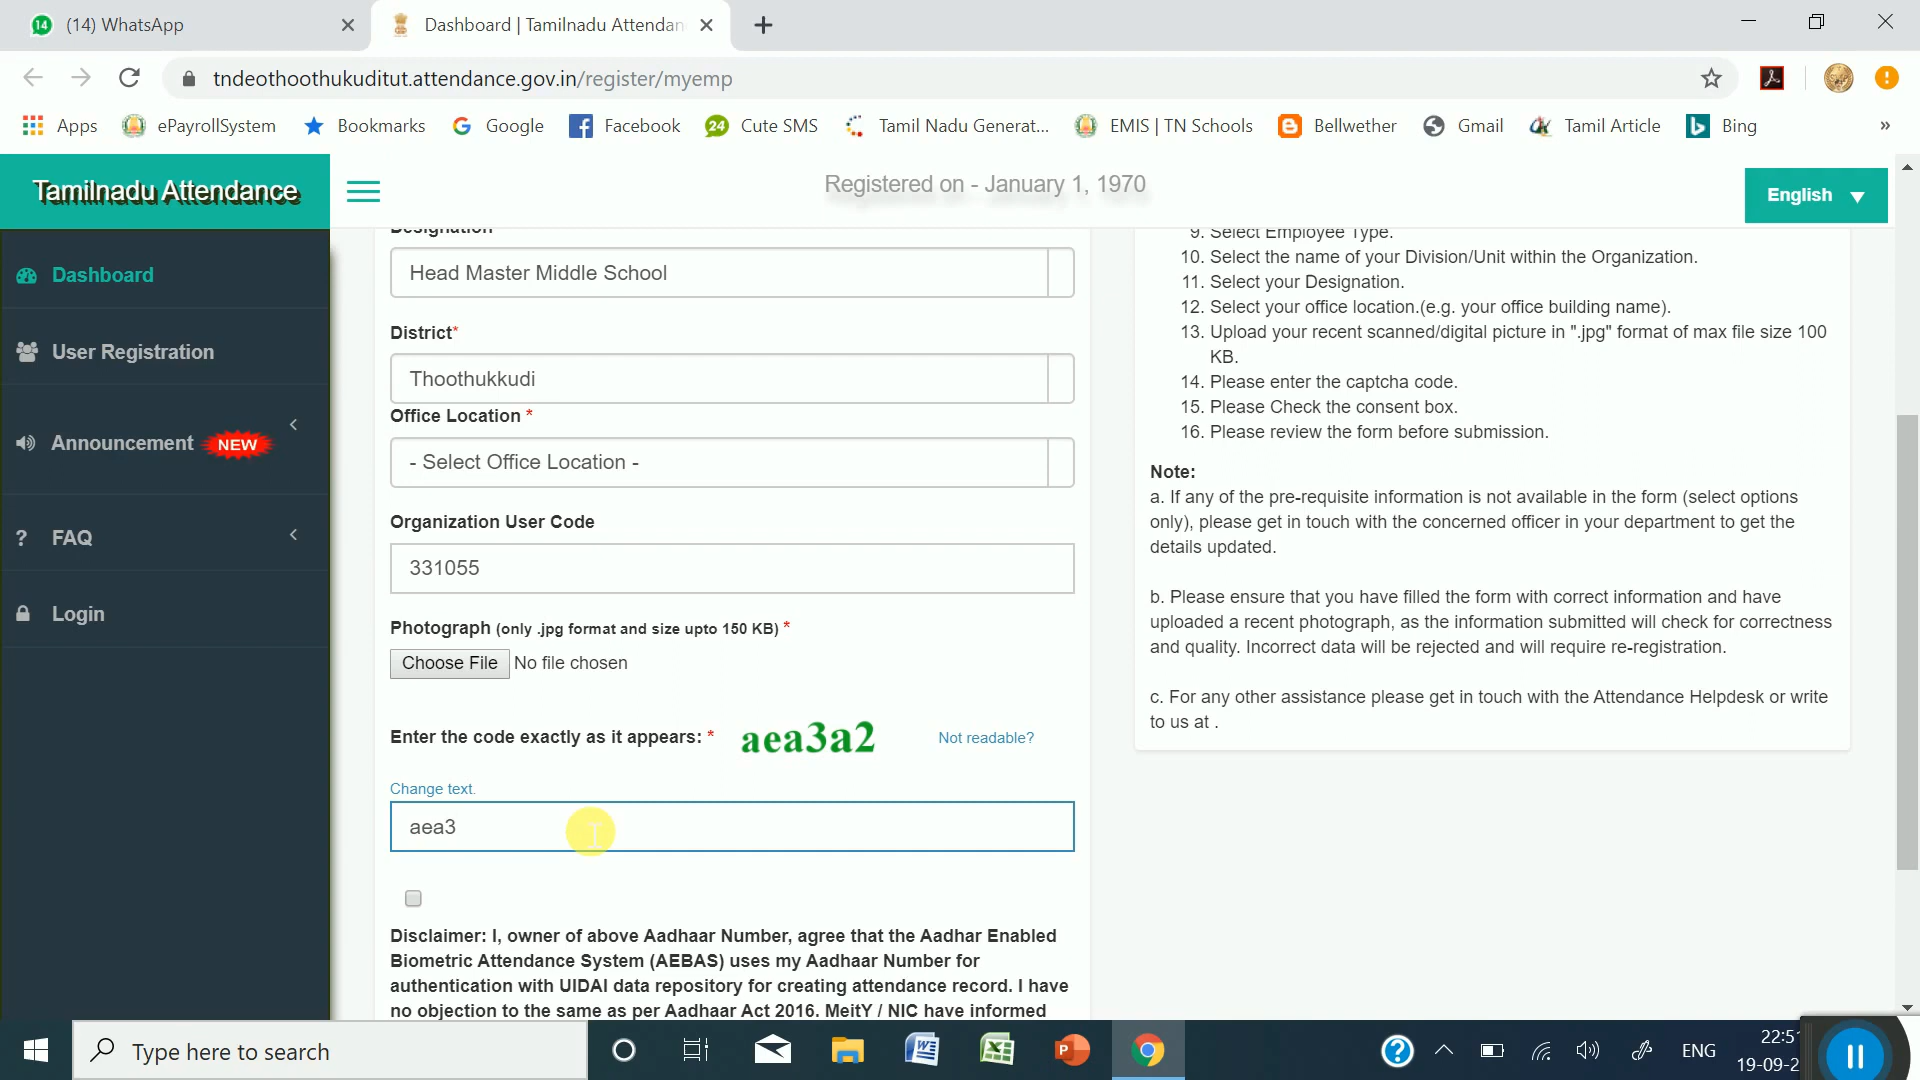 (14) WhatsApp
Dashboard | Tamilnadu Attendan
tndeothoothukuditut.attendance.gov.in/register/myemp
Apps
ePayrollSystem
Bookmarks
Google
Facebook
24
Cute SMS
Tamil Nadu Generat...
EMIS | TN Schools
Bellwether
Gmail
Tamil Article
Bing
»
Tamilnadu Attendance
Registered on - January 1, 1970
English
Dashboard
User Registration
Announcement NEW
? FAQ
Login
Designation
Head Master Middle School
District*
Thoothukkudi
Office Location *
- Select Office Location -
Organization User Code
331055
Photograph (only .jpg format and size upto 150 KB) *
Choose File No file chosen
Enter the code exactly as it appears: * aea3a2 Not readable?
Change text.
aea3
Disclaimer: I, owner of above Aadhaar Number, agree that the Aadhar Enabled
Biometric Attendance System (AEBAS) uses my Aadhaar Number for
authentication with UIDAI data repository for creating attendance record. I have
no objection to the same as per Aadhaar Act 2016. MeitY / NIC have informed
9. Select Employee Type.
10. Select the name of your Division/Unit within the Organization.
11. Select your Designation.
12. Select your office location.(e.g. your office building name).
13. Upload your recent scanned/digital picture in ".jpg" format of max file size 100
KB.
14. Please enter the captcha code.
15. Please Check the consent box.
16. Please review the form before submission.
Note:
a. If any of the pre-requisite information is not available in the form (select options
only), please get in touch with the concerned officer in your department to get the
details updated.
b. Please ensure that you have filled the form with correct information and have
uploaded a recent photograph, as the information submitted will check for correctness
and quality. Incorrect data will be rejected and will require re-registration.
c. For any other assistance please get in touch with the Attendance Helpdesk or write
to us at .
Type here to search
ENG
22:51
19-09-2